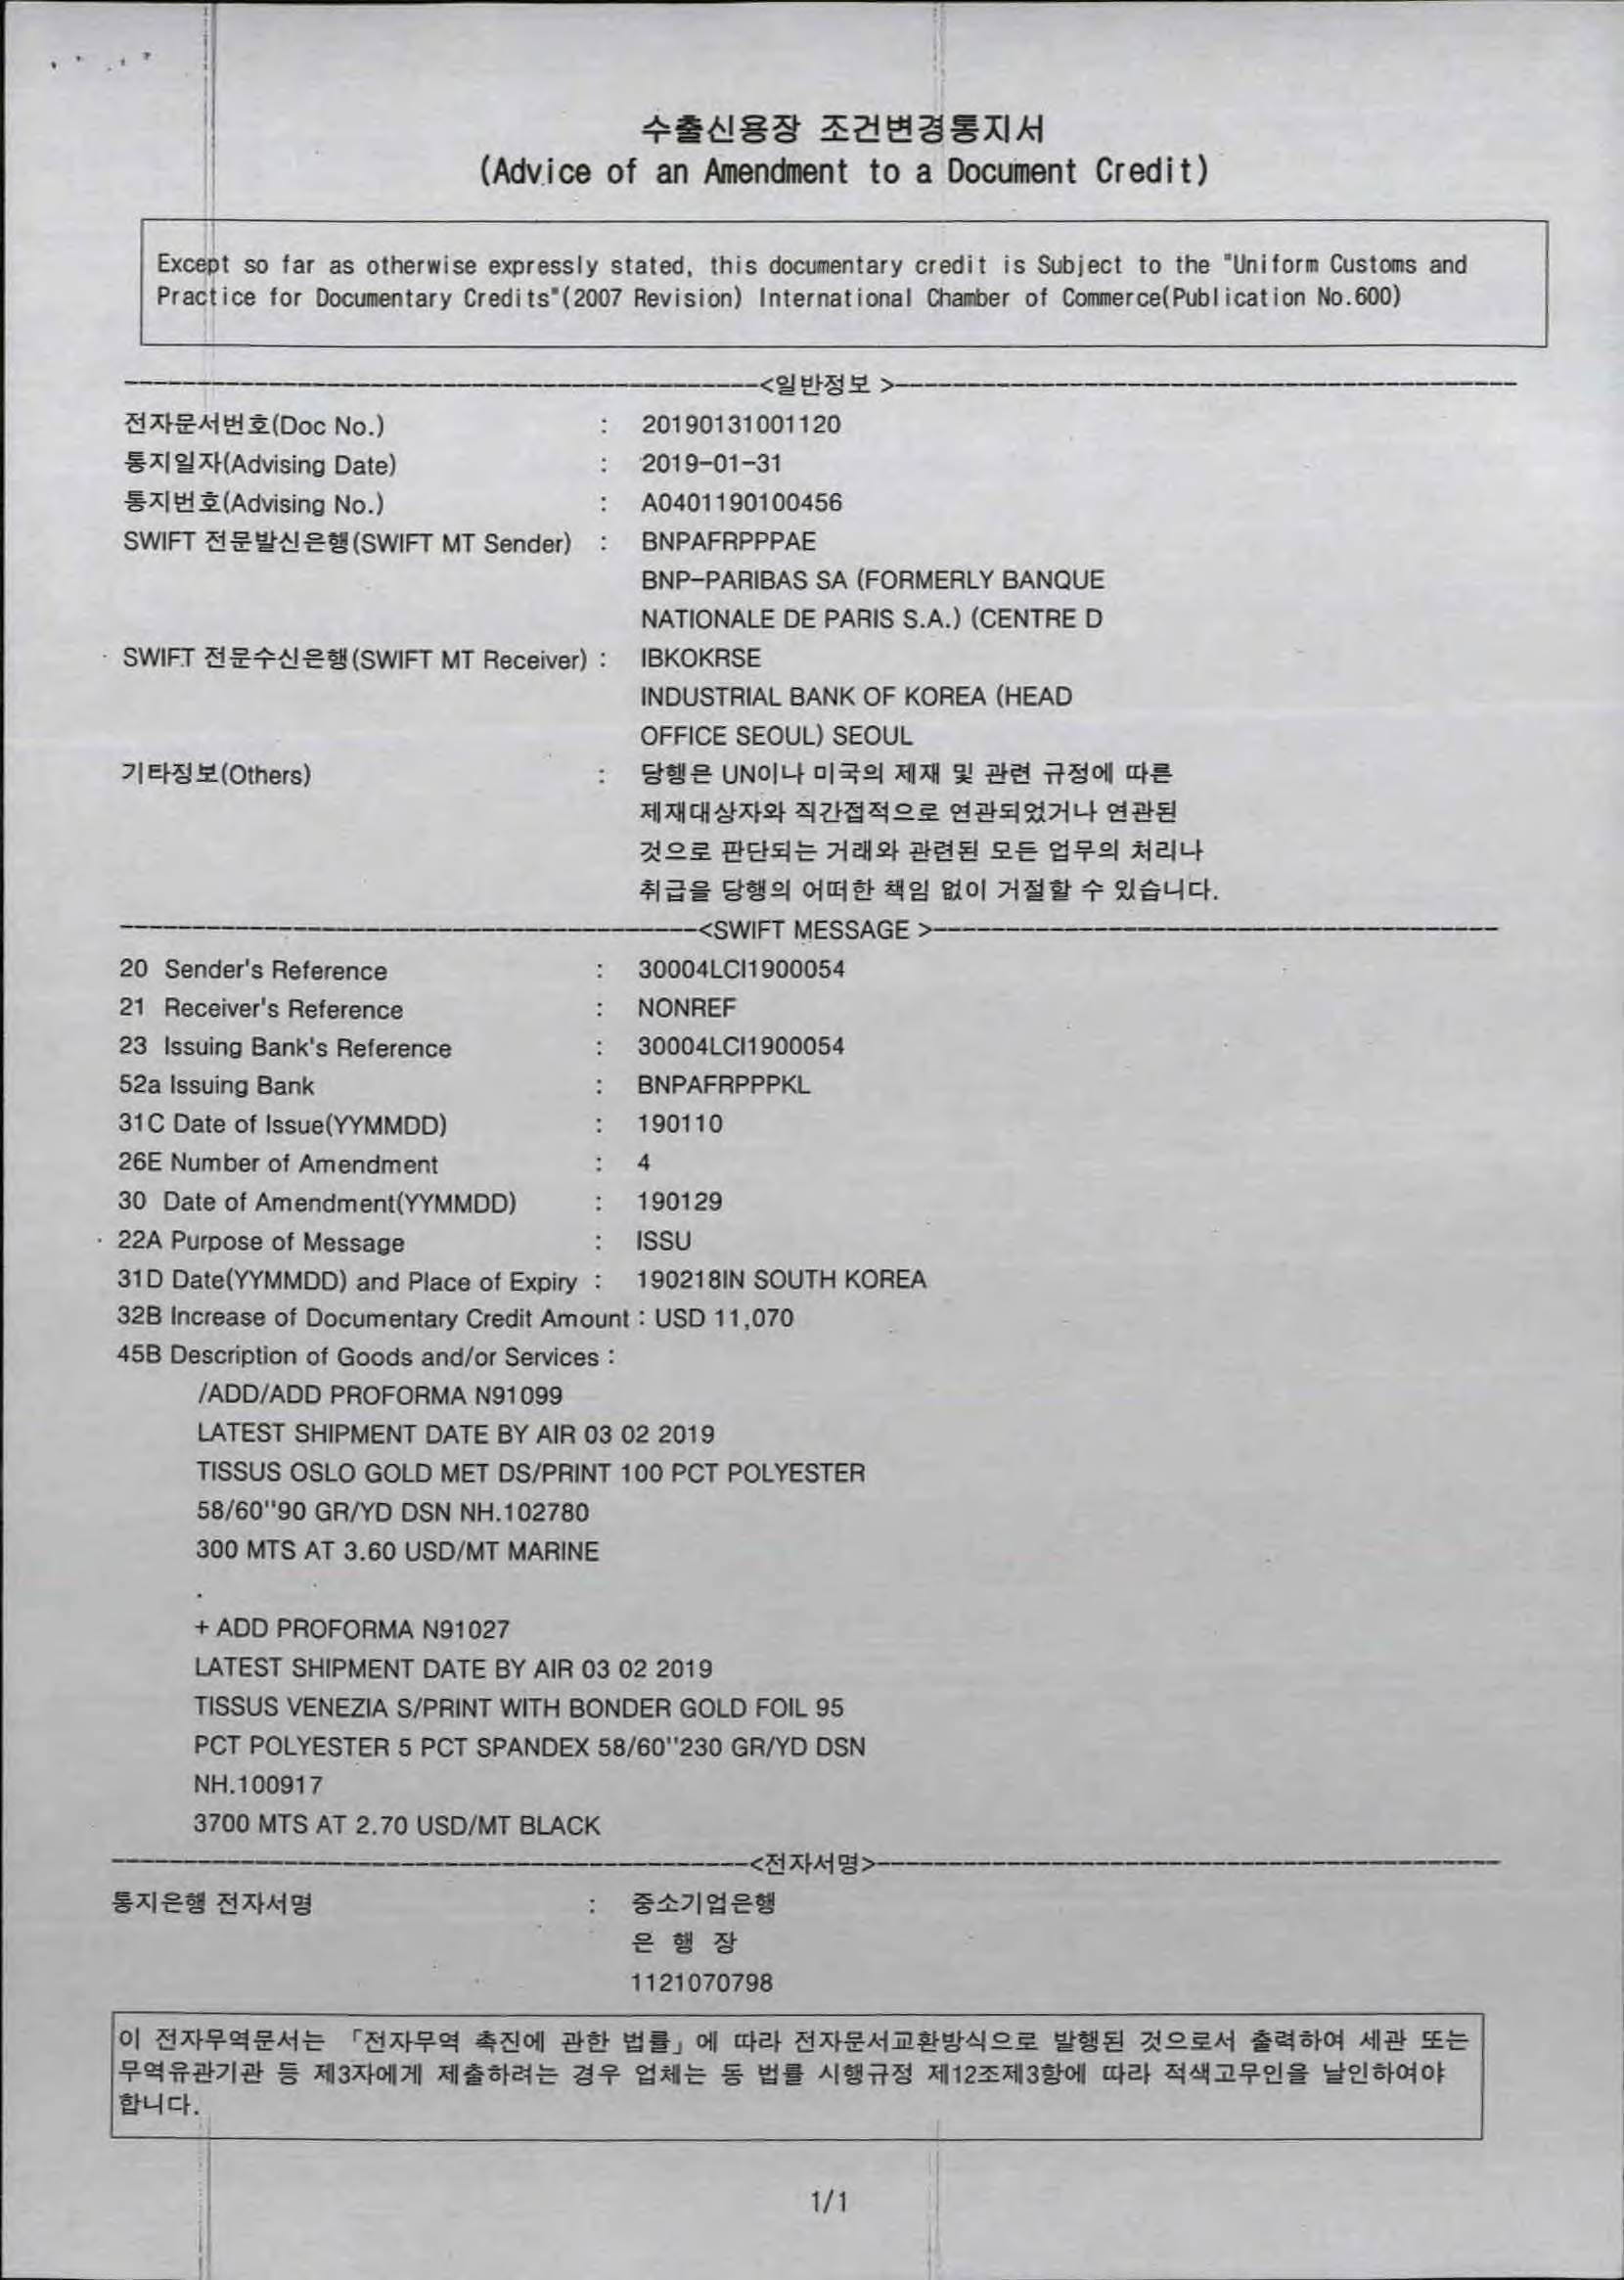 수출신용장 조건변경통지서
(Advice of an Amendment to a Document Credit)
Except so far as otherwise expressly stated, this documentary credit is Subject to the "Uniform Customs and
Practice for Documentary Credits"(2007 Revision) International Chamber of Commerce(Publication No.600)
<일반정보 >
전자문서번호(Doc No.) : 20190131001120
통지일자(Advising Date) : 2019-01-31
통지번호(Advising No.) : A0401190100456
SWIFT 전문발신은행(SWIFT MT Sender) : BNPAFRPPPAE
BNP-PARIBAS SA (FORMERLY BANQUE
NATIONALE DE PARIS S.A.) (CENTRE D
SWIFT 전문수신은행(SWIFT MT Receiver) : IBKOKRSE
INDUSTRIAL BANK OF KOREA (HEAD
OFFICE SEOUL) SEOUL
기타정보(Others) : 당행은 UN이나 미국의 제재 및 관련 규정에 따른
제재대상자와 직간접적으로 연관되었거나 연관된
것으로 판단되는 거래와 관련된 모든 업무의 처리나
취급을 당행의 어떠한 책임 없이 거절할 수 있습니다.
<SWIFT MESSAGE >
20 Sender's Reference : 30004LCI1900054
21 Receiver's Reference : NONREF
23 Issuing Bank's Reference : 30004LCI1900054
52a Issuing Bank : BNPAFRPPPKL
31C Date of Issue(YYMMDD) : 190110
26E Number of Amendment : 4
30 Date of Amendment(YYMMDD) : 190129
22A Purpose of Message : ISSU
31D Date(YYMMDD) and Place of Expiry : 190218IN SOUTH KOREA
32B Increase of Documentary Credit Amount : USD 11,070
45B Description of Goods and/or Services :
/ADD/ADD PROFORMA N91099
LATEST SHIPMENT DATE BY AIR 03 02 2019
TISSUS OSLO GOLD MET DS/PRINT 100 PCT POLYESTER
58/60''90 GR/YD DSN NH.102780
300 MTS AT 3.60 USD/MT MARINE
.
+ ADD PROFORMA N91027
LATEST SHIPMENT DATE BY AIR 03 02 2019
TISSUS VENEZIA S/PRINT WITH BONDER GOLD FOIL 95
PCT POLYESTER 5 PCT SPANDEX 58/60''230 GR/YD DSN
NH.100917
3700 MTS AT 2.70 USD/MT BLACK
<전자서명>
통지은행 전자서명 : 중소기업은행
은 행 장
1121070798
이 전자무역문서는 「전자무역 촉진에 관한 법률」에 따라 전자문서교환방식으로 발행된 것으로서 출력하여 세관 또는
무역유관기관 등 제3자에게 제출하려는 경우 업체는 동 법률 시행규정 제12조제3항에 따라 적색고무인을 날인하여야
합니다.
1/1